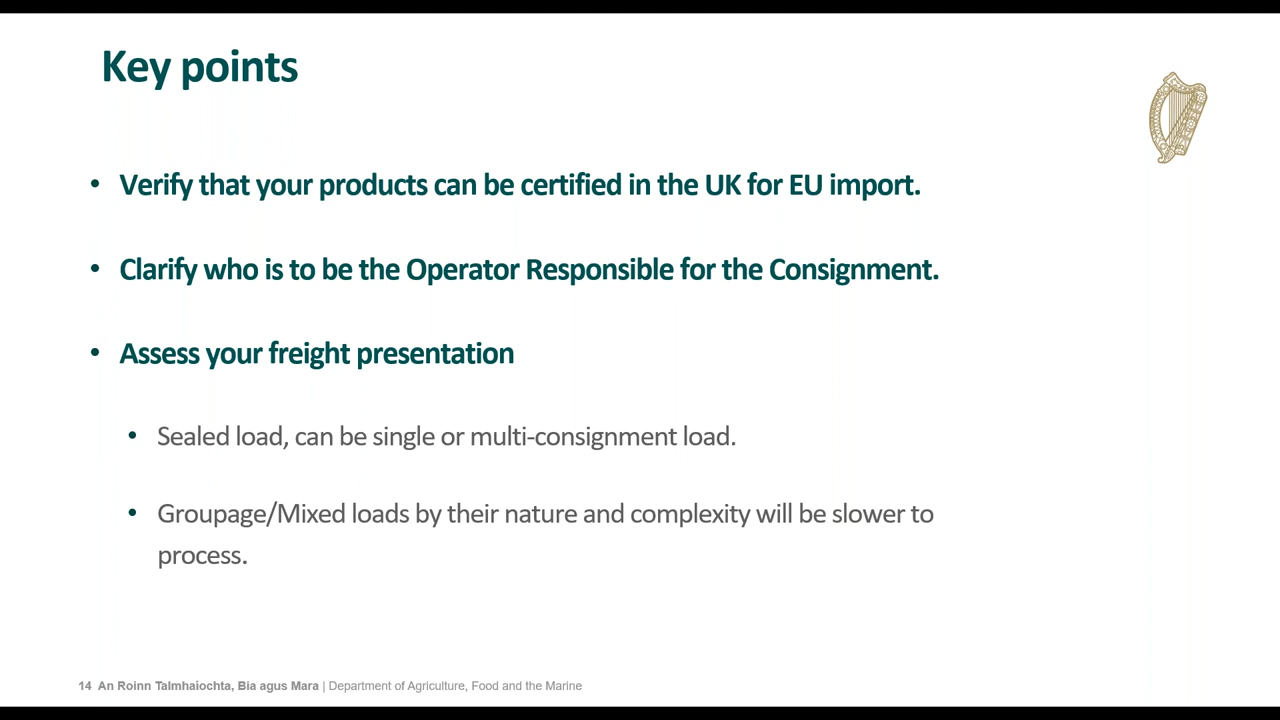 Key points
• Verify that your products can be certified in the UK for EU import.
• Clarify who is to be the Operator Responsible for the Consignment.
• Assess your freight presentation
• Sealed load, can be single or multi-consignment load.
• Groupage/Mixed loads by their nature and complexity will be slower to
process.
14 An Roinn Talmhaíochta, Bia agus Mara | Department of Agriculture, Food and the Marine